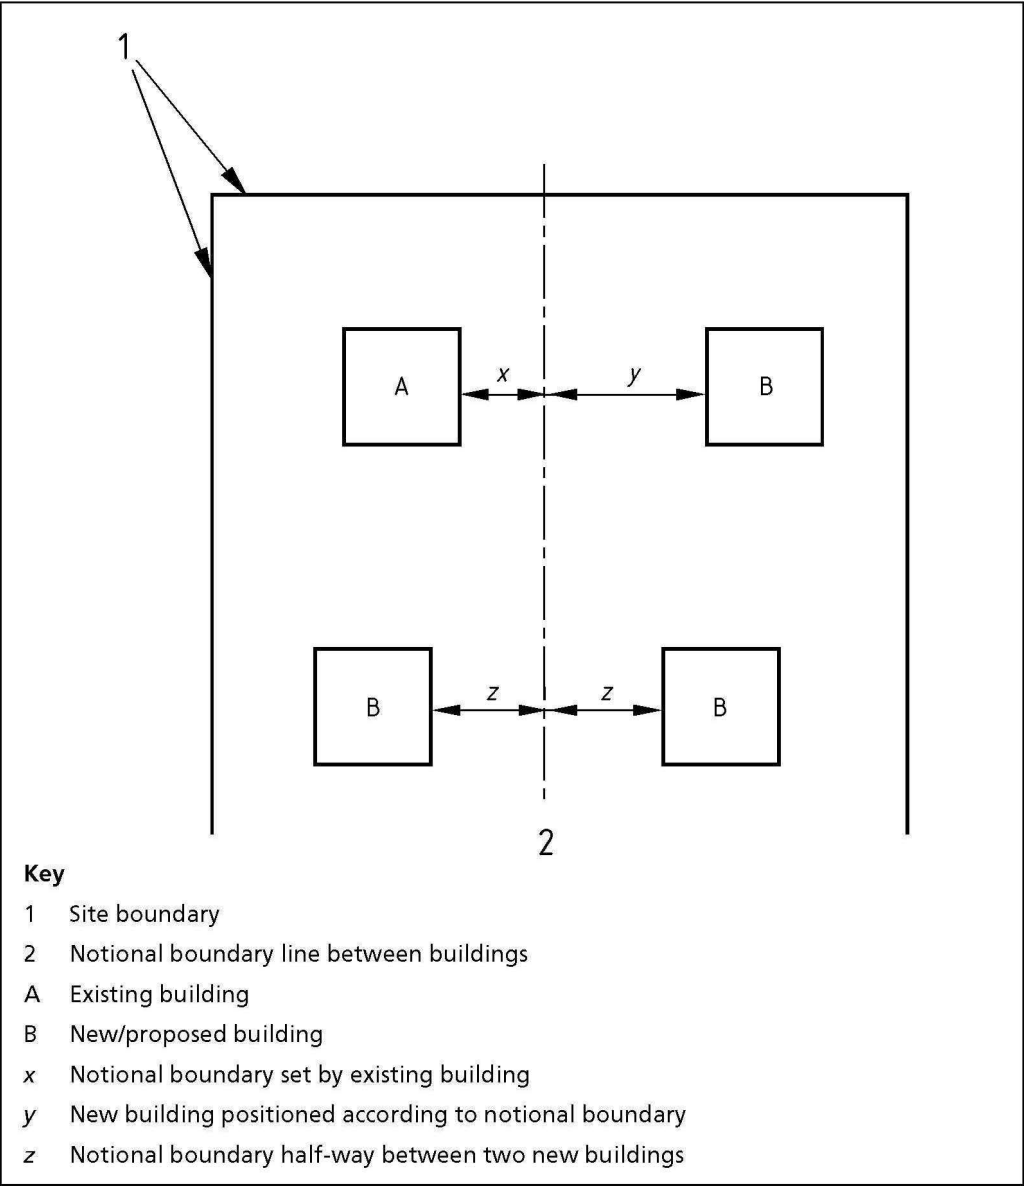 1
A x y B
B z z B
2
Key
1 Site boundary
2 Notional boundary line between buildings
A Existing building
B New/proposed building
x Notional boundary set by existing building
y New building positioned according to notional boundary
z Notional boundary half-way between two new buildings